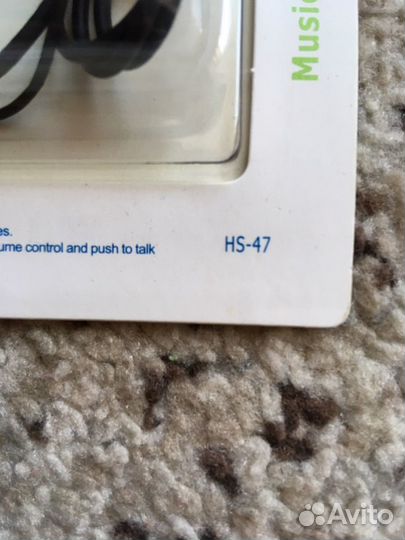 Music
es.
ume control and push to talk
HS-47
Avito